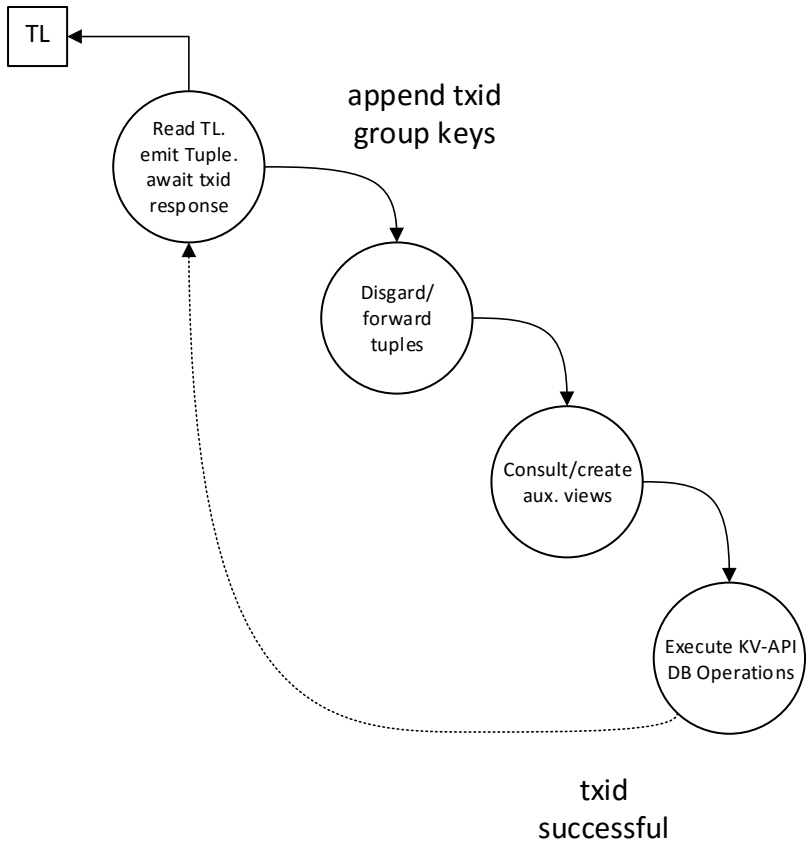 TL
append txid
group keys
Read TL.
emit Tuple.
await txid
response
Disgard/
forward
tuples
Consult/create
aux. views
Execute KV-API
DB Operations
txid
successful